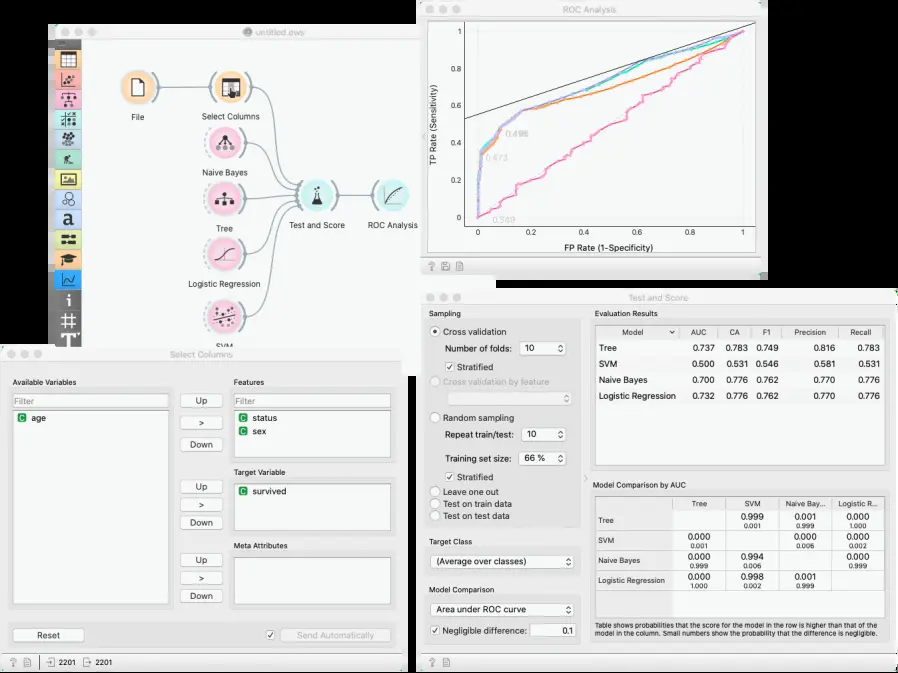 untitled.ows
File
Select Columns
Naive Bayes
Tree
Logistic Regression
SVM
Test and Score
ROC Analysis
a
i
#
T
ROC Analysis
TP Rate (Sensitivity)
1
0.8
0.6
0.4
0.2
0
0.496
0.473
0.549
0
0.2
0.4
0.6
0.8
1
FP Rate (1-Specificity)
?
Select Columns
Available Variables
Filter
C age
Up
>
Down
Up
>
Down
Up
>
Down
Features
Filter
C status
C sex
Target Variable
C survived
Meta Attributes
Reset
Send Automatically
? 2201 2201
Test and Score
Sampling
Cross validation
Number of folds: 10
Stratified
Cross validation by feature
Random sampling
Repeat train/test: 10
Training set size: 66 %
Stratified
Leave one out
Test on train data
Test on test data
Target Class
(Average over classes)
Model Comparison
Area under ROC curve
Negligible difference: 0.1
?
Evaluation Results
Model AUC CA F1 Precision Recall
Tree 0.737 0.783 0.749 0.816 0.783
SVM 0.500 0.531 0.546 0.581 0.531
Naive Bayes 0.700 0.776 0.762 0.770 0.776
Logistic Regression 0.732 0.776 0.762 0.770 0.776
Model Comparison by AUC
Tree SVM Naive Bay... Logistic R...
Tree 0.999 0.001 0.000
0.001 0.999 1.000
SVM 0.000 0.000 0.000
0.001 0.006 0.002
Naive Bayes 0.000 0.994 0.000
0.999 0.006 0.999
Logistic Regression 0.000 0.998 0.001
1.000 0.002 0.999
Table shows probabilities that the score for the model in the row is higher than that of the
model in the column. Small numbers show the probability that the difference is negligible.